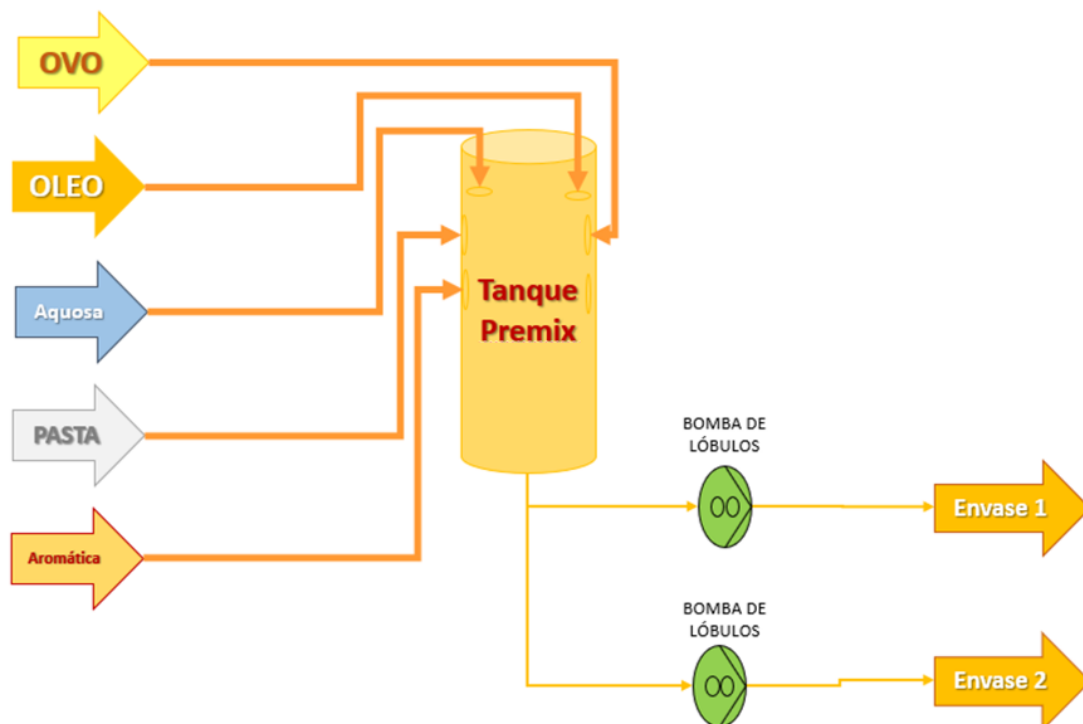 OVO
OLEO
Aquosa
PASTA
Aromática
Tanque
Premix
BOMBA DE
LÓBULOS
Envase 1
BOMBA DE
LÓBULOS
Envase 2